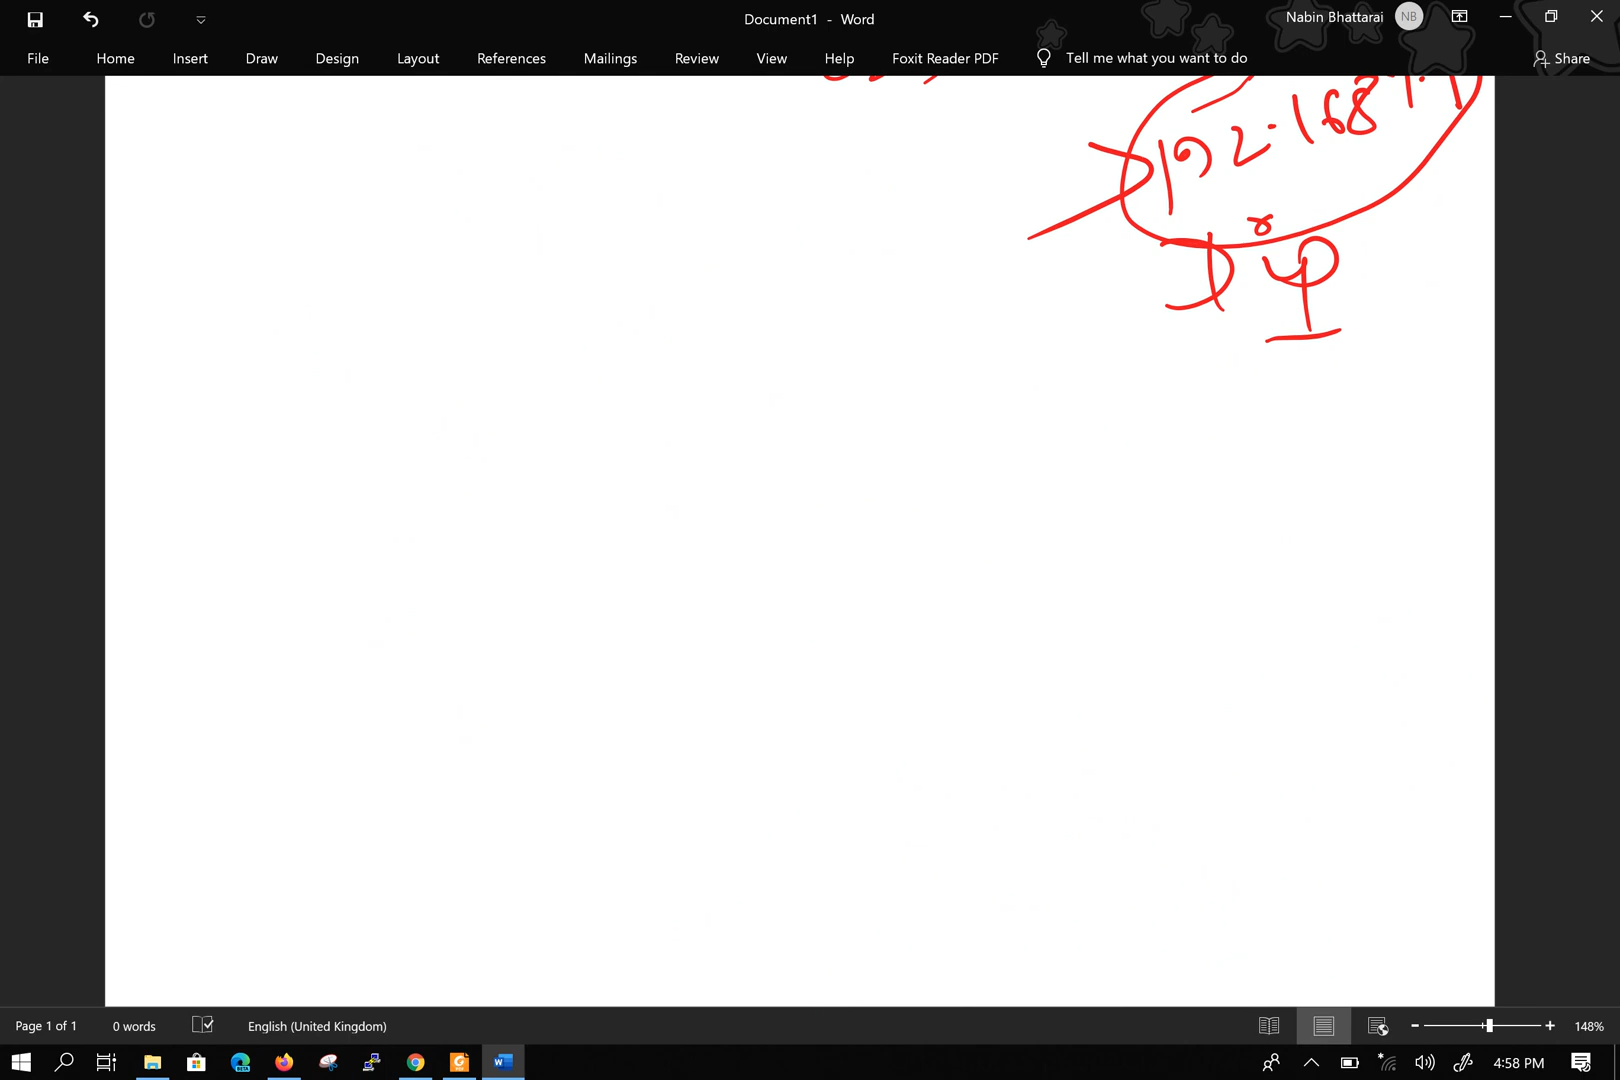 Document1 - Word
Nabin Bhattarai NB
File Home Insert Draw Design Layout References Mailings Review View Help Foxit Reader PDF Tell me what you want to do Share
192.168.1.1
Page 1 of 1 0 words English (United Kingdom) 148%
BETA
4:58 PM